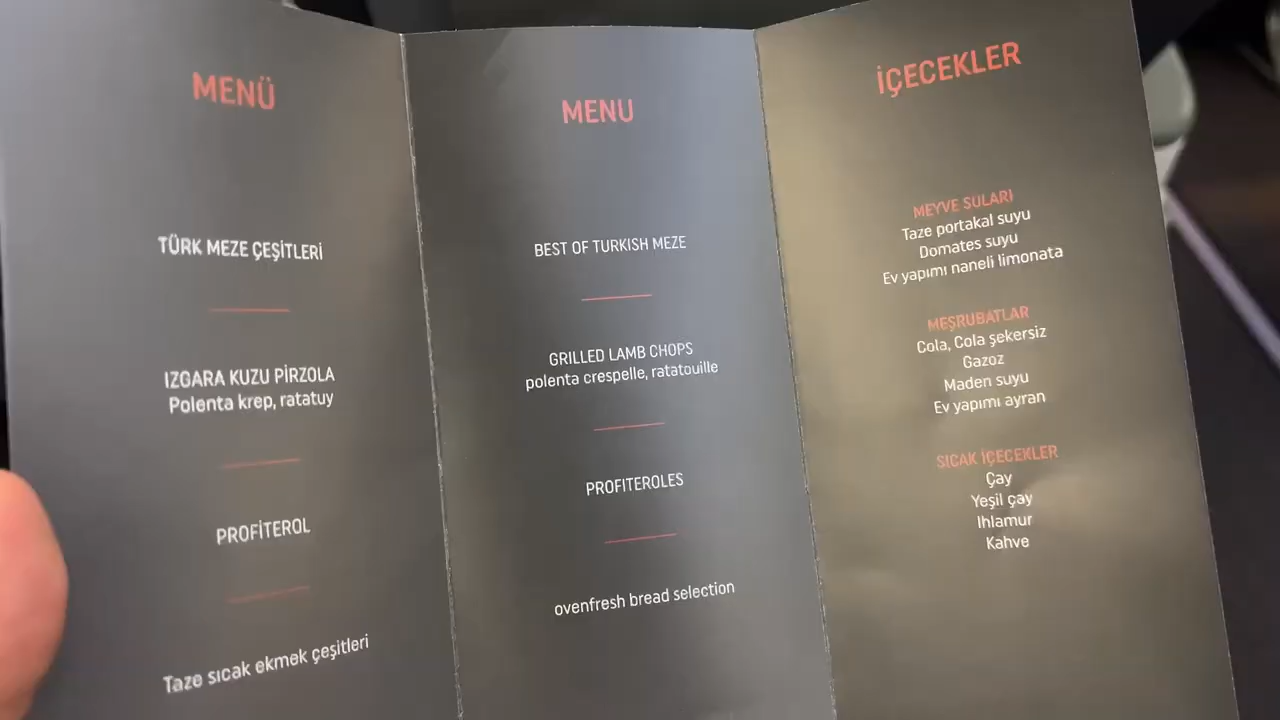 MENÜ
TÜRK MEZE ÇEŞİTLERİ
IZGARA KUZU PİRZOLA
Polenta krep, ratatuy
PROFİTEROL
Taze sıcak ekmek çeşitleri
MENU
BEST OF TURKISH MEZE
GRILLED LAMB CHOPS
polenta crespelle, ratatouille
PROFITEROLES
ovenfresh bread selection
İÇECEKLER
MEYVE SULARI
Taze portakal suyu
Domates suyu
Ev yapımı naneli limonata
MEŞRUBATLAR
Cola, Cola şekersiz
Gazoz
Maden suyu
Ev yapımı ayran
SICAK İÇECEKLER
Çay
Yeşil çay
Ihlamur
Kahve